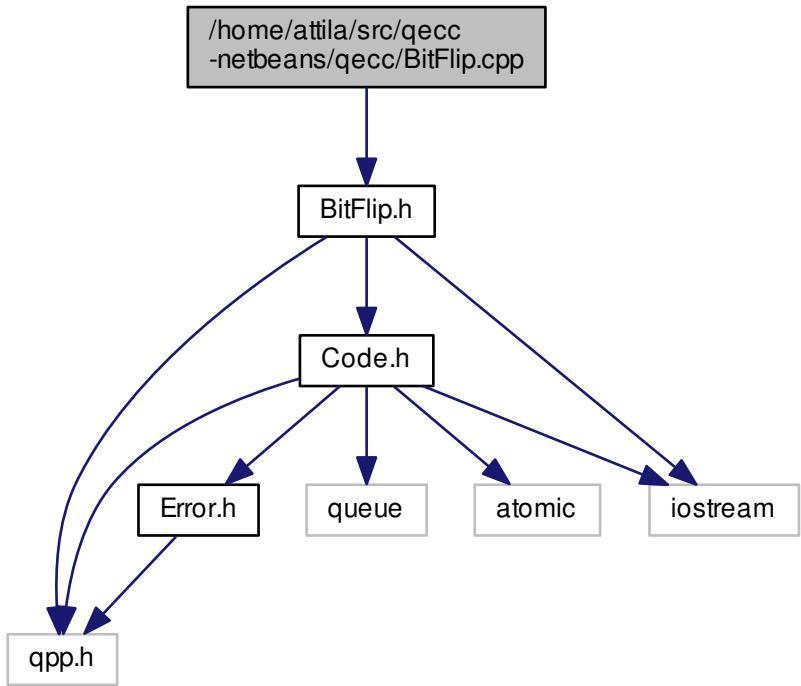 /home/attila/src/qecc
-netbeans/qecc/BitFlip.cpp
BitFlip.h
Code.h
Error.h
queue
atomic
iostream
qpp.h